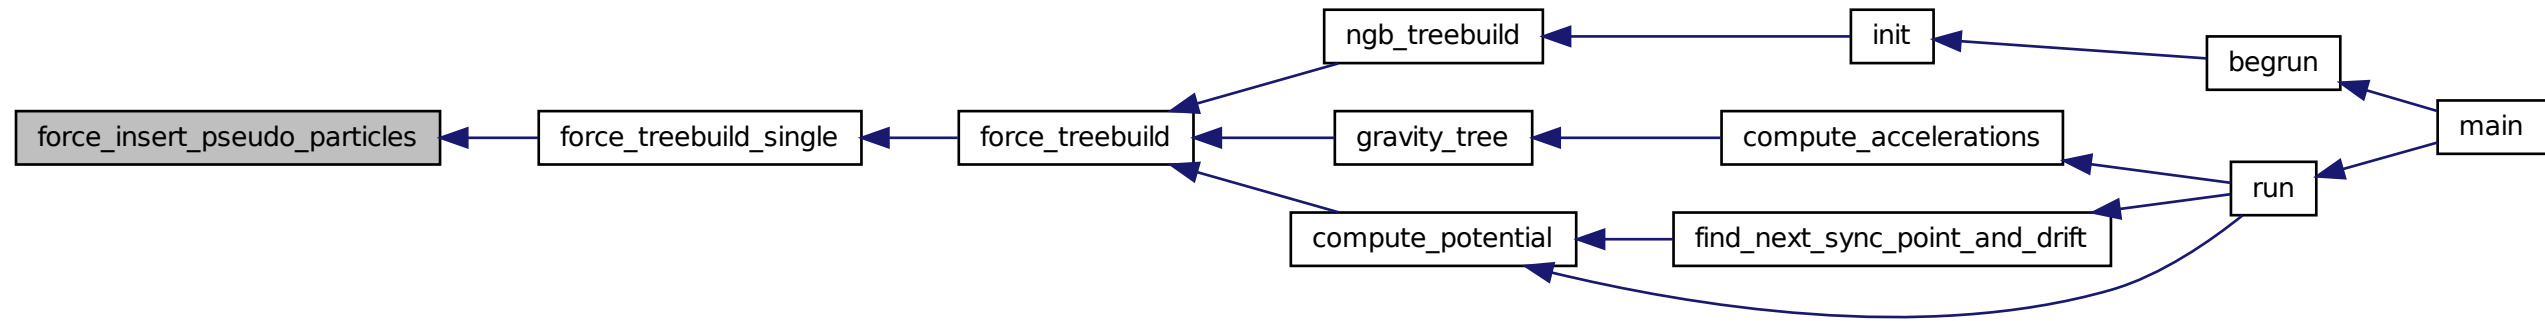 force_insert_pseudo_particles
force_treebuild_single
force_treebuild
ngb_treebuild
init
begrun
main
gravity_tree
compute_accelerations
run
compute_potential
find_next_sync_point_and_drift